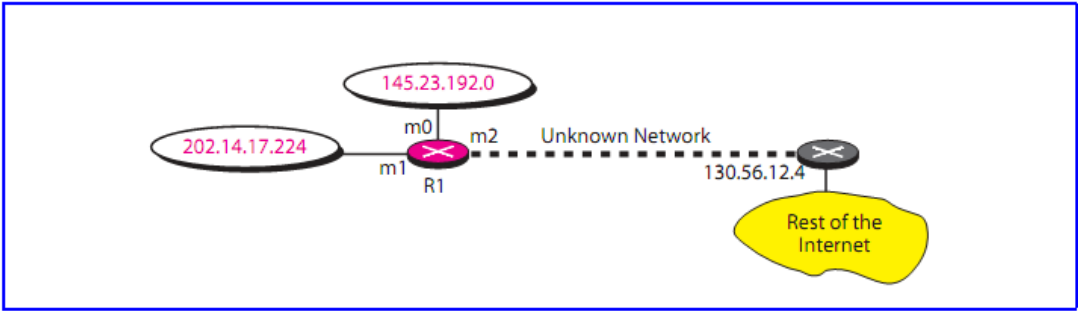 145.23.192.0
202.14.17.224
m0
m2
Unknown Network
m1
R1
130.56.12.4
Rest of the
Internet